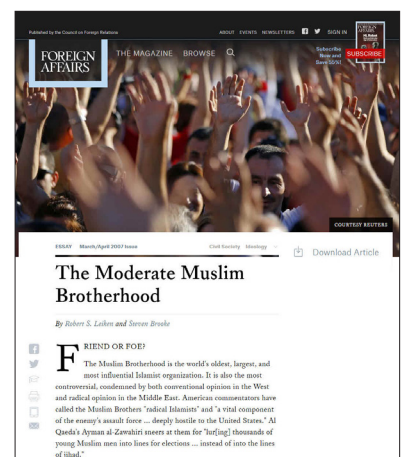 Published by the Council on Foreign Relations
ABOUT EVENTS NEWSLETTERS SIGN IN
FOREIGN AFFAIRS
THE MAGAZINE BROWSE
Subscribe
Now and
Save 55%!
FOREIGN
AFFAIRS
SUBSCRIBE
COURTESY REUTERS
ESSAY March/April 2007 Issue Civil Society Ideology
Download Article
The Moderate Muslim
Brotherhood
By Robert S. Leiken and Steven Brooke
FRIEND OR FOE?
The Muslim Brotherhood is the world's oldest, largest, and
most influential Islamist organization. It is also the most
controversial, condemned by both conventional opinion in the West
and radical opinion in the Middle East. American commentators have
called the Muslim Brothers "radical Islamists" and "a vital component
of the enemy's assault force ... deeply hostile to the United States." Al
Qaeda's Ayman al-Zawahiri sneers at them for "lur[ing] thousands of
young Muslim men into lines for elections ... instead of into the lines
of jihad."